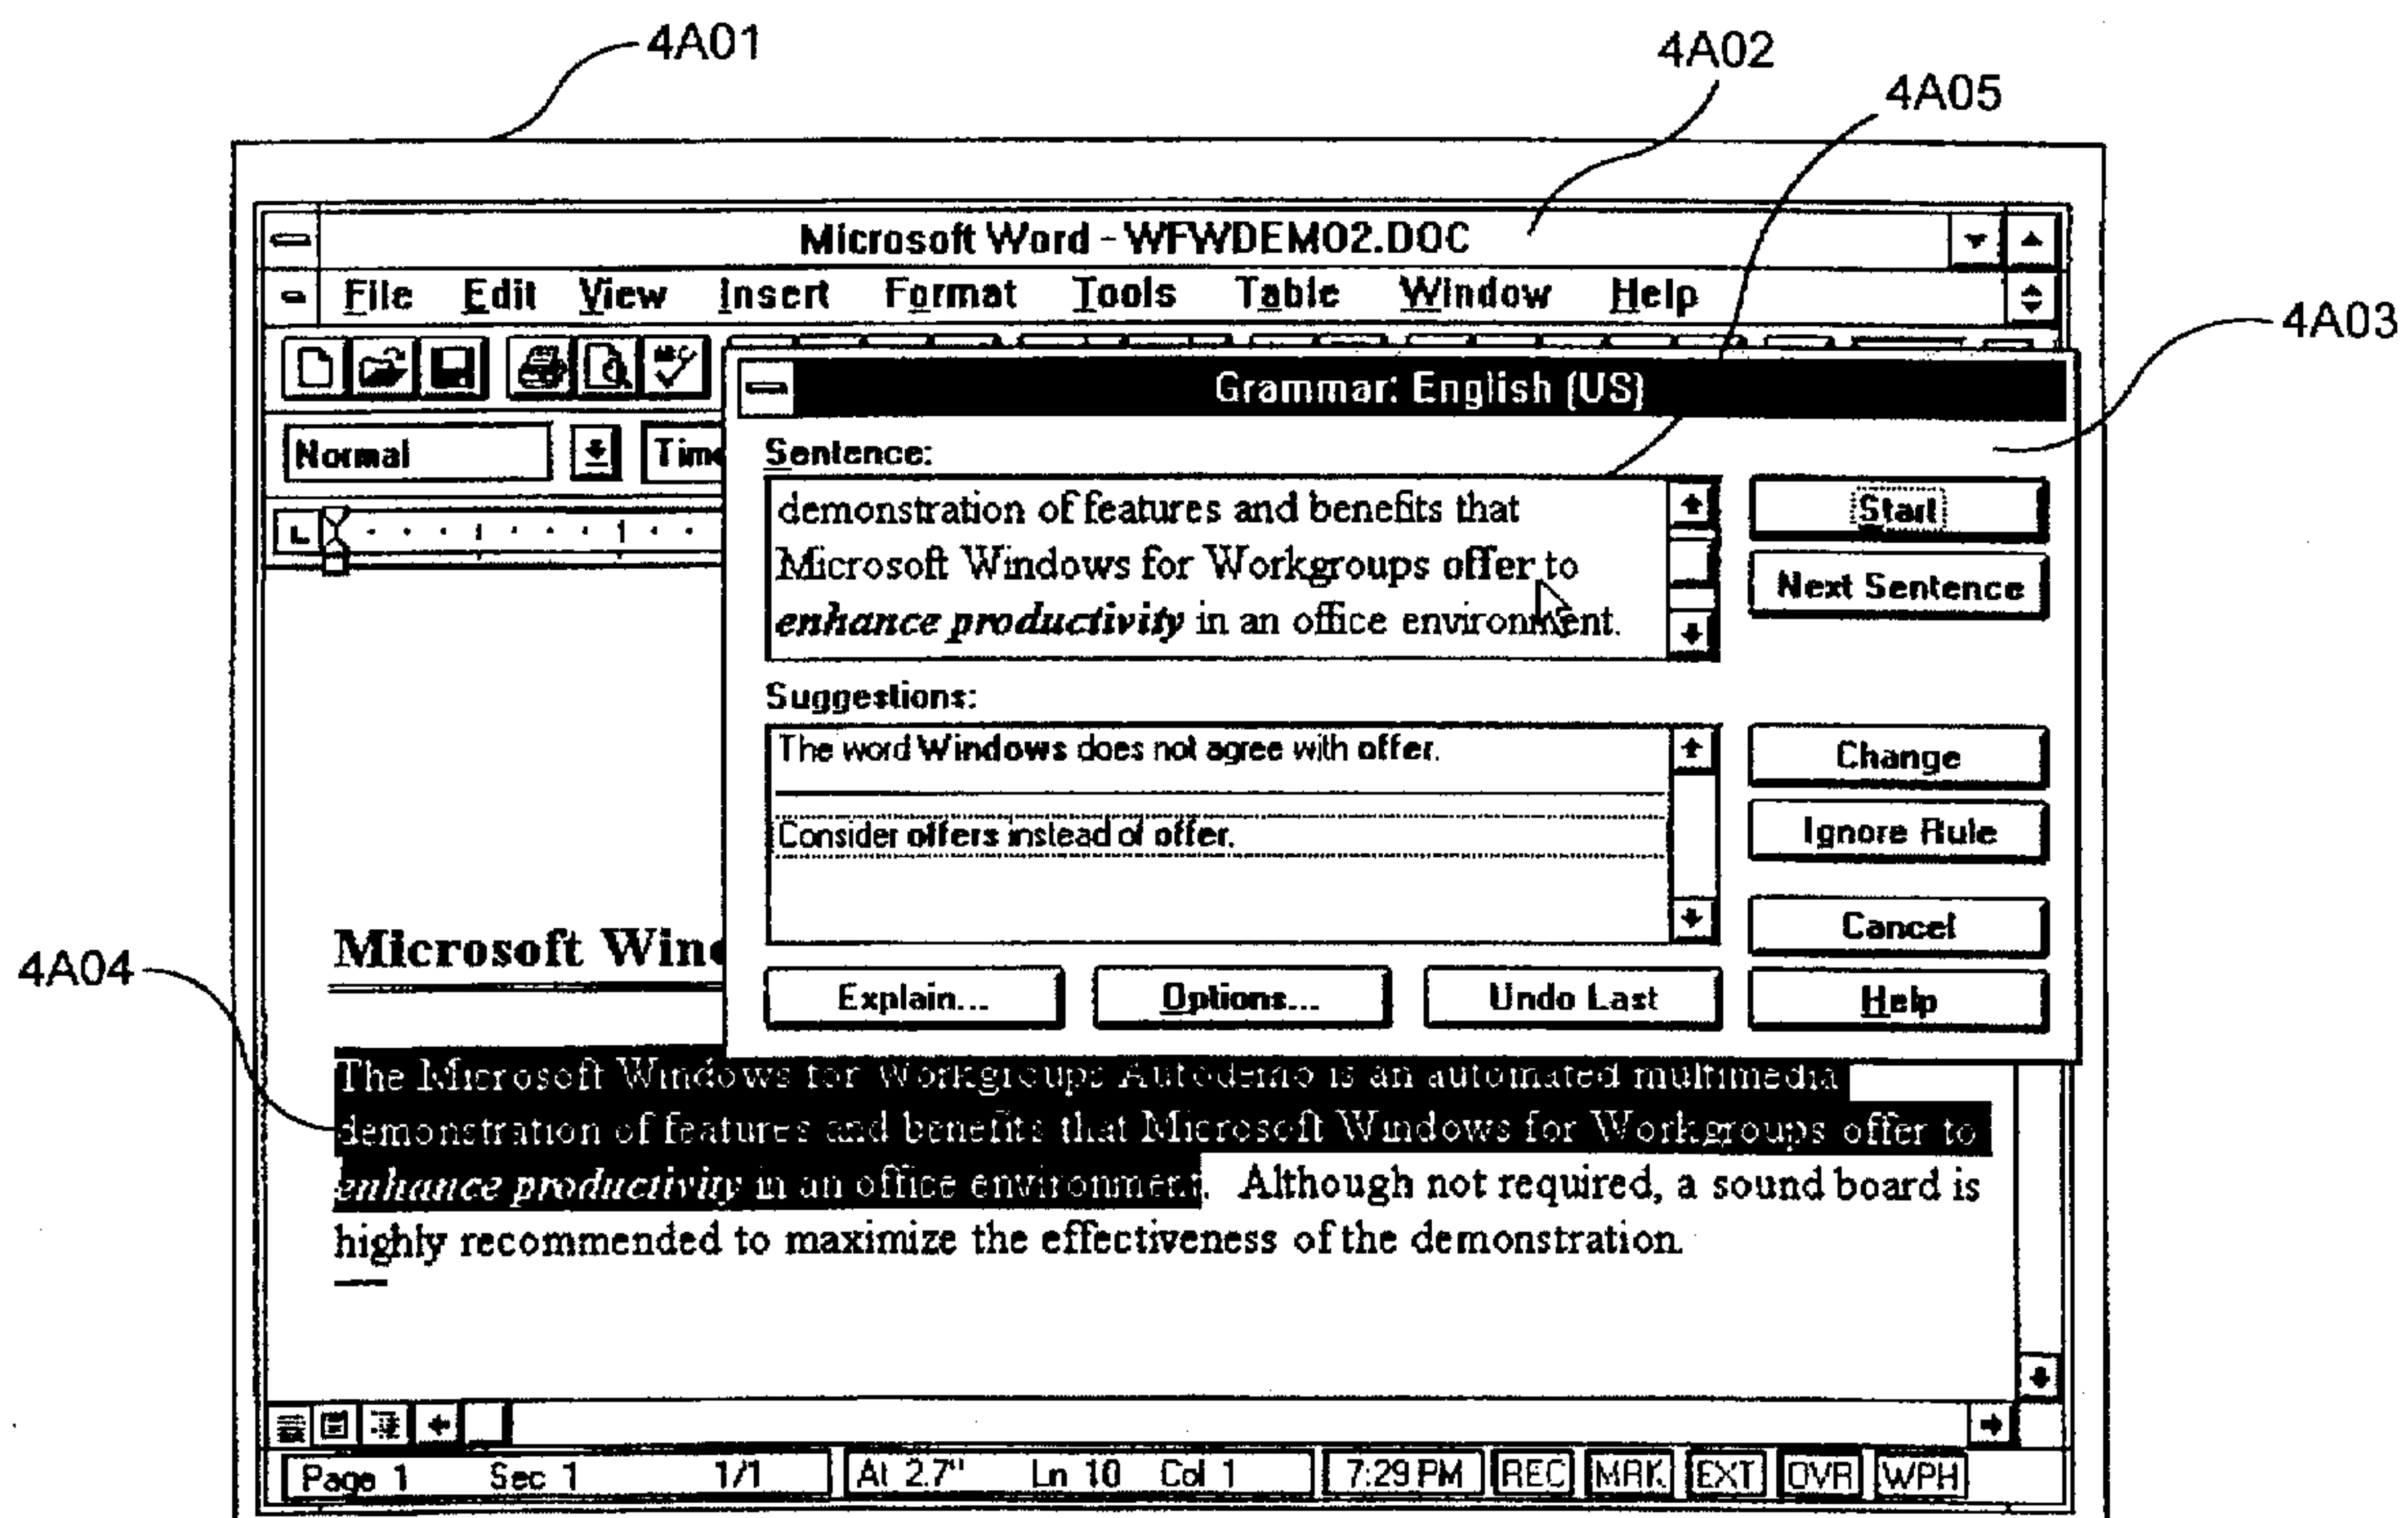 4A01
4A02
4A05
Microsoft Word - WFWDEMO2.DOC
File Edit View Insert Format Tools Table Window Help
4A03
Grammar: English (US)
Normal
Sentence:
demonstration of features and benefits that
Microsoft Windows for Workgroups offer to
enhance productivity in an office environment.
Start
Next Sentence
Suggestions:
The word Windows does not agree with offer.
Consider offers instead of offer.
Change
Ignore Rule
Cancel
Explain... Options... Undo Last Help
Microsoft
4A04
The Microsoft Windows for Workgroups Autodemo is an automated multimedia
demonstration of features and benefits that Microsoft Windows for Workgroups offer to
enhance productivity in an office environment. Although not required, a sound board is
highly recommended to maximize the effectiveness of the demonstration.
Page 1 Sec 1 1/1 At 2.7" Ln 10 Col 1 7:29 PM REC MRK EXT OVR WPH